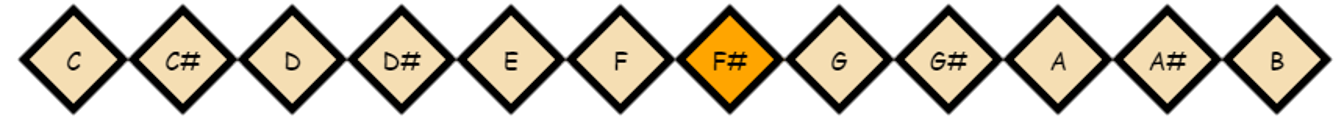 C C# D D# E F F# G G# A A# B